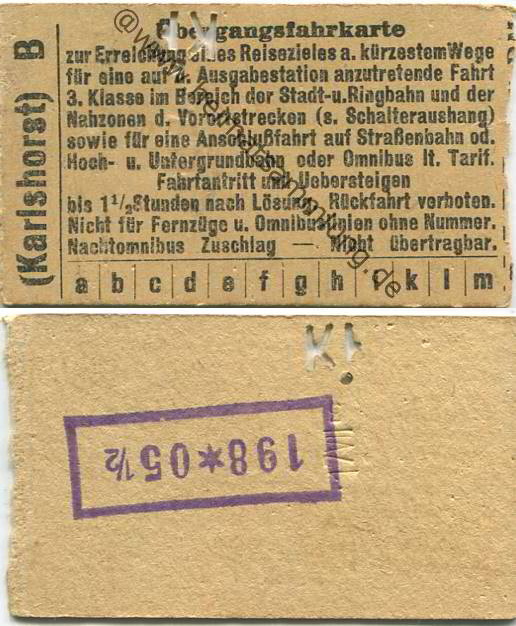 (Karlshorst) B
Übergangsfahrkarte
zur Erreichung eines Reisezieles a. kürzestem Wege
für eine auf d. Ausgabestation anzutretende Fahrt
3. Klasse im Bereich der Stadt-u.Ringbahn und der
Nahzonen d. Vorortstrecken (s. Schalteraushang)
sowie für eine Anschlußfahrt auf Straßenbahn od.
Hoch- u. Untergrundbahn oder Omnibus lt. Tarif.
Fahrtantritt und Uebersteigen
bis 1½ Stunden nach Lösung. Rückfahrt verboten.
Nicht für Fernzüge u. Omnibuslinien ohne Nummer.
Nachtomnibus Zuschlag — Nicht übertragbar.
a b c d e f g h i k l m
198*05 ½